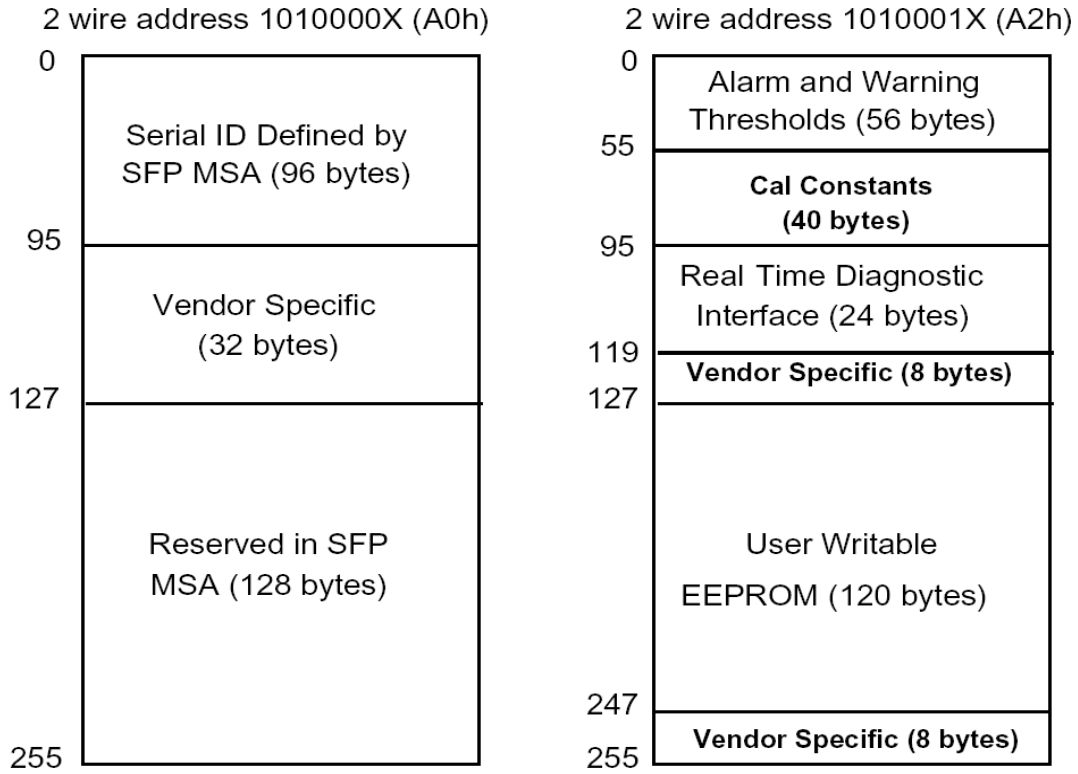 2 wire address 1010000X (A0h)
0
Serial ID Defined by
SFP MSA (96 bytes)
95
Vendor Specific
(32 bytes)
127
Reserved in SFP
MSA (128 bytes)
255
2 wire address 1010001X (A2h)
0
Alarm and Warning
Thresholds (56 bytes)
55
Cal Constants
(40 bytes)
95
Real Time Diagnostic
Interface (24 bytes)
119
Vendor Specific (8 bytes)
127
User Writable
EEPROM (120 bytes)
247
Vendor Specific (8 bytes)
255